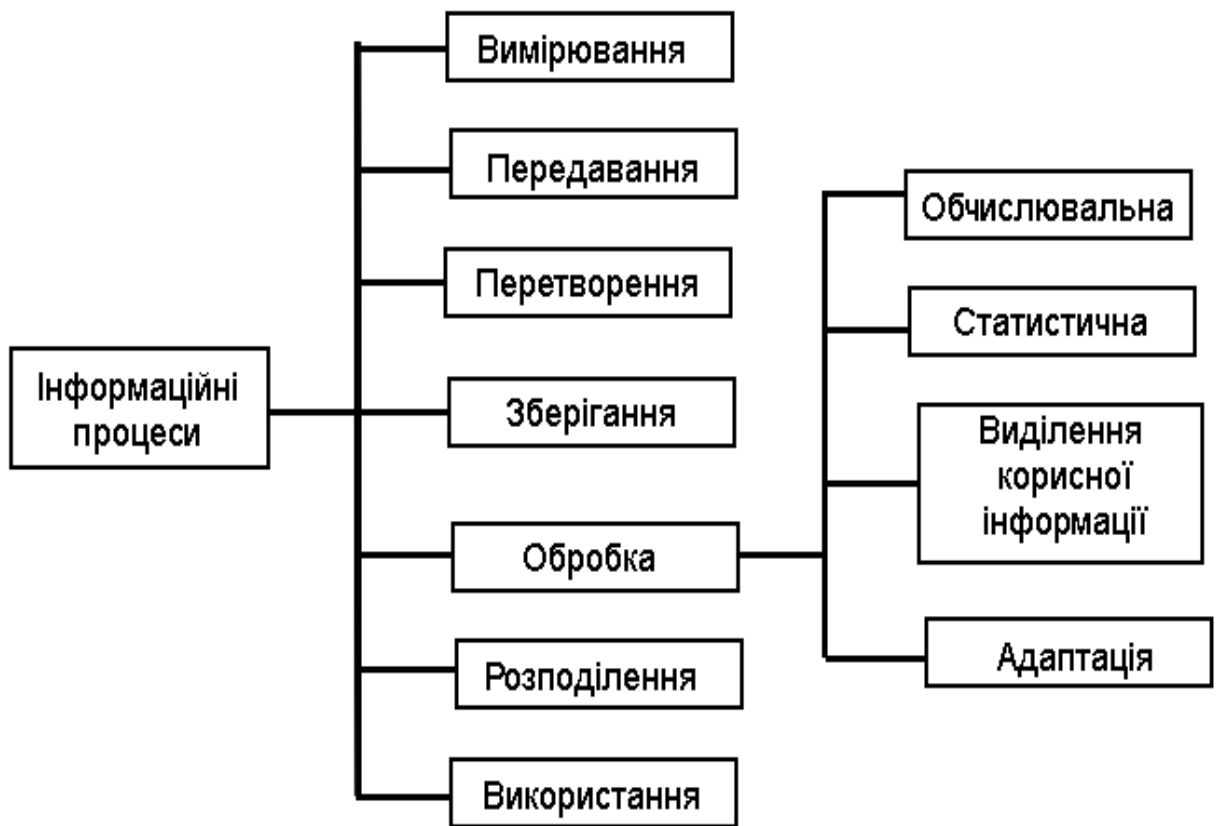 Інформаційні
процеси
Вимірювання
Передавання
Перетворення
Зберігання
Обробка
Розподілення
Використання
Обчислювальна
Статистична
Виділення
корисної
інформації
Адаптація